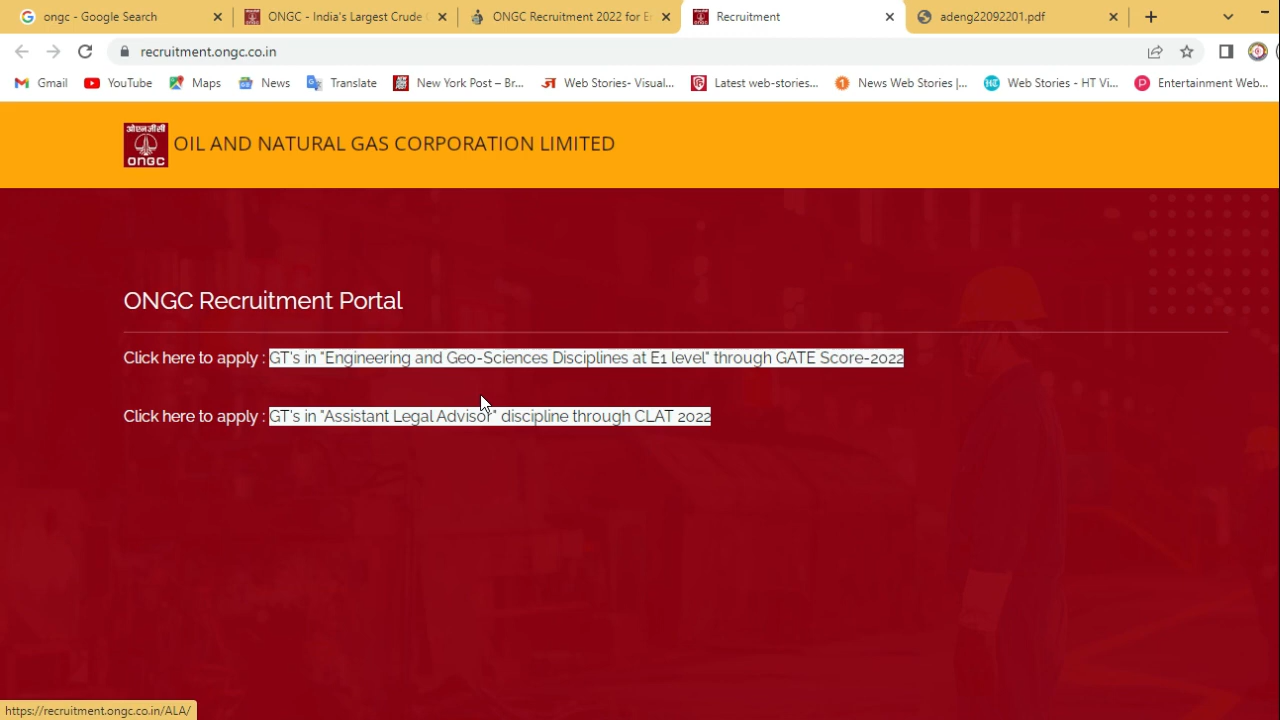 ongc - Google Search
ONGC - India's Largest Crude
ONGC Recruitment 2022 for E
Recruitment
adeng22092201.pdf
recruitment.ongc.co.in
Gmail
YouTube
Maps
News
Translate
New York Post – Br...
Web Stories- Visual...
Latest web-stories...
News Web Stories |...
Web Stories - HT Vi...
Entertainment Web...
ओएनजीसी
ongc
OIL AND NATURAL GAS CORPORATION LIMITED
ONGC Recruitment Portal
Click here to apply : GT's in "Engineering and Geo-Sciences Disciplines at E1 level" through GATE Score-2022
Click here to apply : GT's in "Assistant Legal Advisor" discipline through CLAT 2022
https://recruitment.ongc.co.in/ALA/